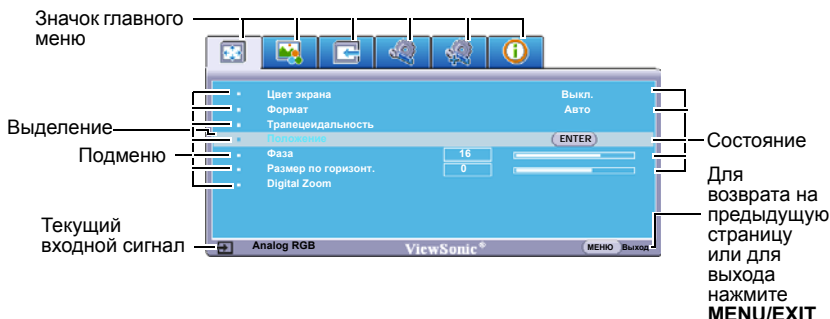 Значок главного
меню
Цвет экрана Выкл.
Формат Авто
Трапецеидальность
Выделение
Положение ENTER
Состояние
Подменю
Фаза 16
Размер по горизонт. 0
Digital Zoom
Для
возврата на
предыдущую
страницу
или для
выхода
нажмите
MENU/EXIT
Текущий
входной сигнал
Analog RGB ViewSonic® МЕНЮ Выход